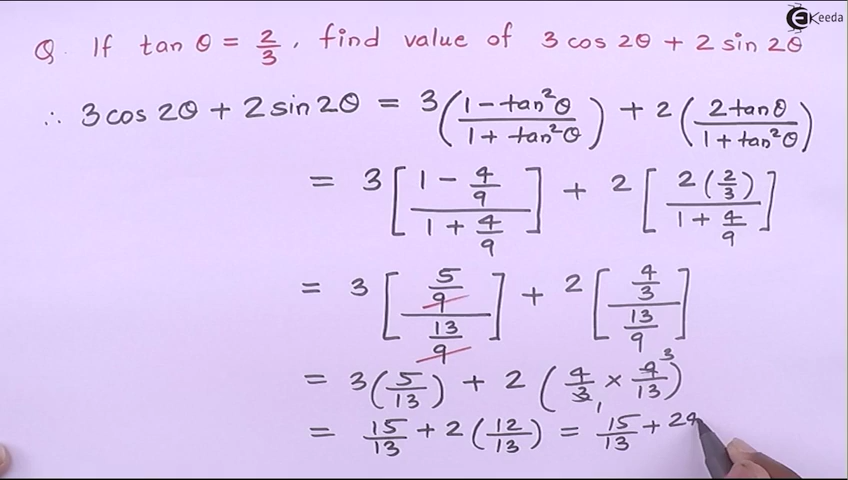 Keeda
Q. If tan θ = 2/3, find value of 3 cos 2θ + 2 sin 2θ
∴ 3 cos 2θ + 2 sin 2θ = 3 ( (1 - tan²θ) / (1 + tan²θ) ) + 2 ( 2 tan θ / (1 + tan²θ) )
= 3 [ (1 - 4/9) / (1 + 4/9) ] + 2 [ 2(2/3) / (1 + 4/9) ]
= 3 [ (5/9) / (13/9) ] + 2 [ (4/3) / (13/9) ]
= 3 (5/13) + 2 ( 4/3 1 × 9/13 3 )
= 15/13 + 2 (12/13) = 15/13 + 24